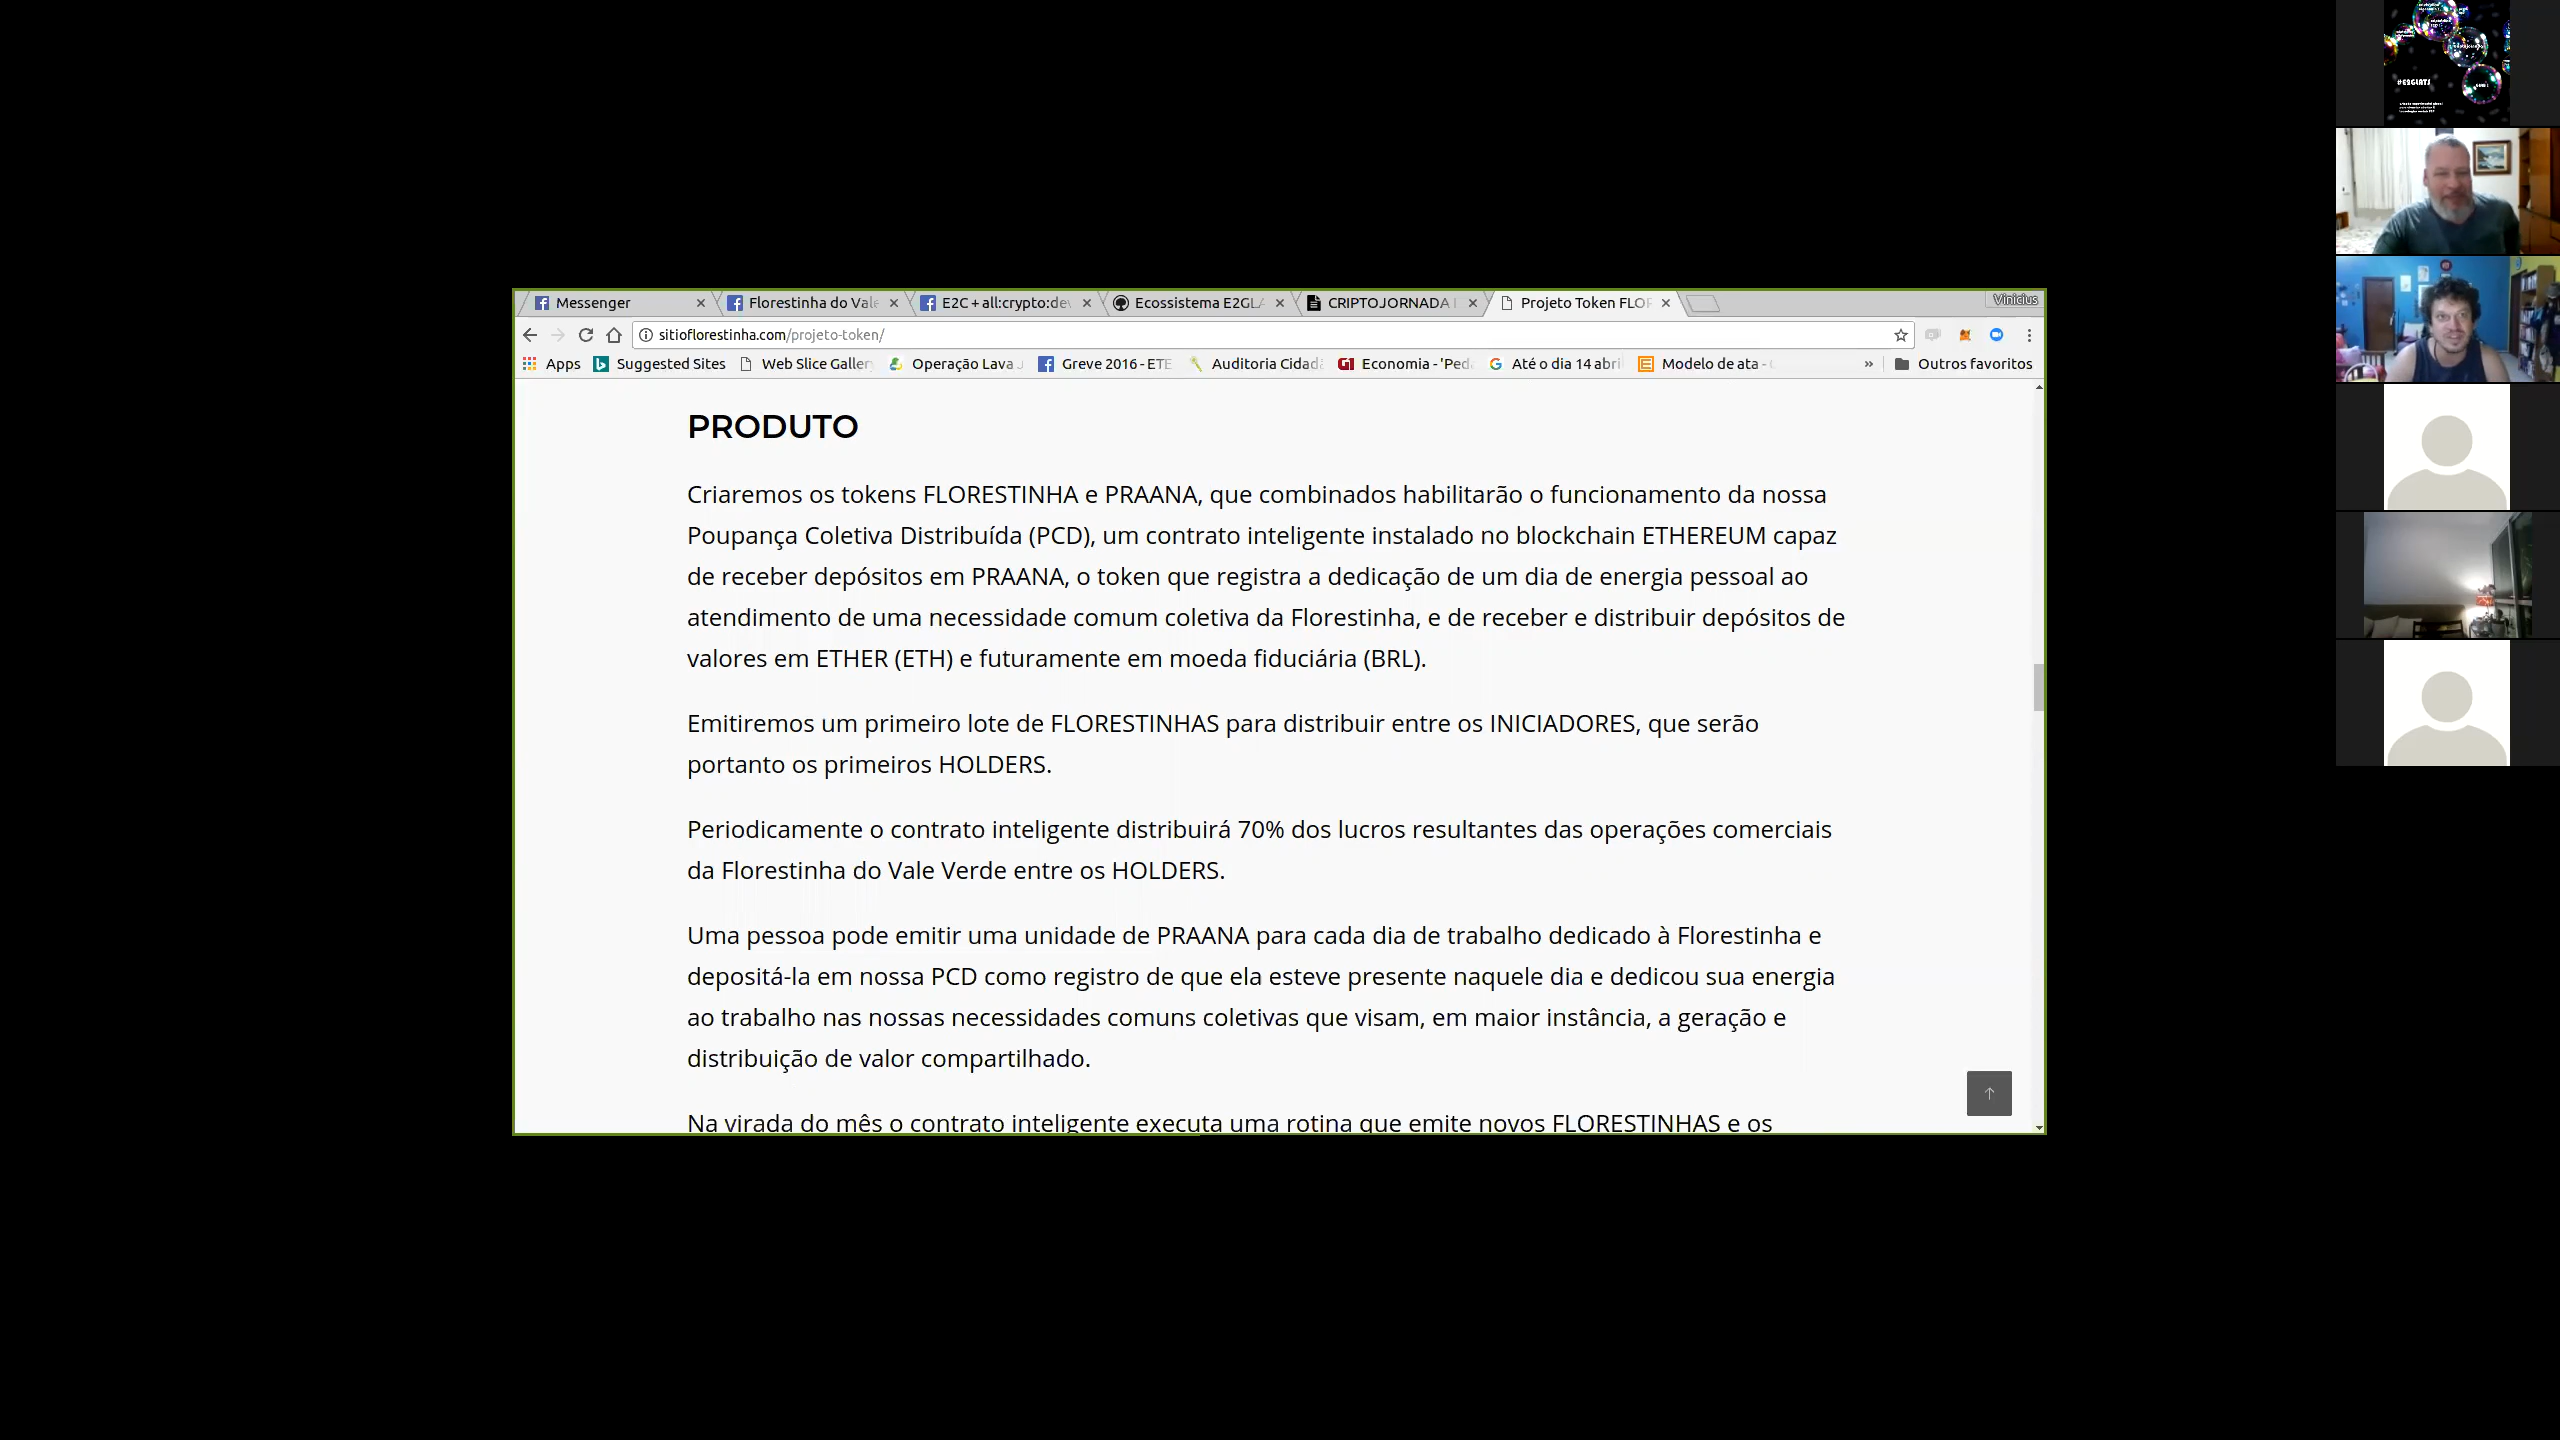 Messenger
Florestinha do Vale
E2C + all:crypto:dev
Ecossistema E2GLA
CRIPTOJORNADA
Projeto Token FLOR
Vinicius
sitioflorestinha.com/projeto-token/
Apps
Suggested Sites
Web Slice Gallery
Operação Lava J
Greve 2016 - ETE
Auditoria Cidadã
G1 Economia - 'Ped
Até o dia 14 abri
Modelo de ata -
»
Outros favoritos
PRODUTO
Criaremos os tokens FLORESTINHA e PRAANA, que combinados habilitarão o funcionamento da nossa
Poupança Coletiva Distribuída (PCD), um contrato inteligente instalado no blockchain ETHEREUM capaz
de receber depósitos em PRAANA, o token que registra a dedicação de um dia de energia pessoal ao
atendimento de uma necessidade comum coletiva da Florestinha, e de receber e distribuir depósitos de
valores em ETHER (ETH) e futuramente em moeda fiduciária (BRL).
Emitiremos um primeiro lote de FLORESTINHAS para distribuir entre os INICIADORES, que serão
portanto os primeiros HOLDERS.
Periodicamente o contrato inteligente distribuirá 70% dos lucros resultantes das operações comerciais
da Florestinha do Vale Verde entre os HOLDERS.
Uma pessoa pode emitir uma unidade de PRAANA para cada dia de trabalho dedicado à Florestinha e
depositá-la em nossa PCD como registro de que ela esteve presente naquele dia e dedicou sua energia
ao trabalho nas nossas necessidades comuns coletivas que visam, em maior instância, a geração e
distribuição de valor compartilhado.
Na virada do mês o contrato inteligente executa uma rotina que emite novos FLORESTINHAS e os
#E2GLATS